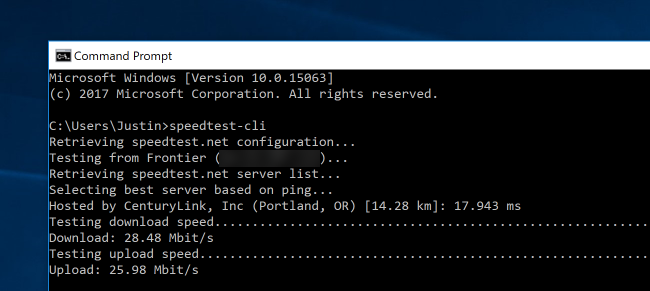 Command Prompt
Microsoft Windows [Version 10.0.15063]
(c) 2017 Microsoft Corporation. All rights reserved.
C:\Users\Justin>speedtest-cli
Retrieving speedtest.net configuration...
Testing from Frontier ( )...
Retrieving speedtest.net server list...
Selecting best server based on ping...
Hosted by CenturyLink, Inc (Portland, OR) [14.28 km]: 17.943 ms
Testing download speed................................................................................
Download: 28.48 Mbit/s
Testing upload speed................................................................................
Upload: 25.98 Mbit/s